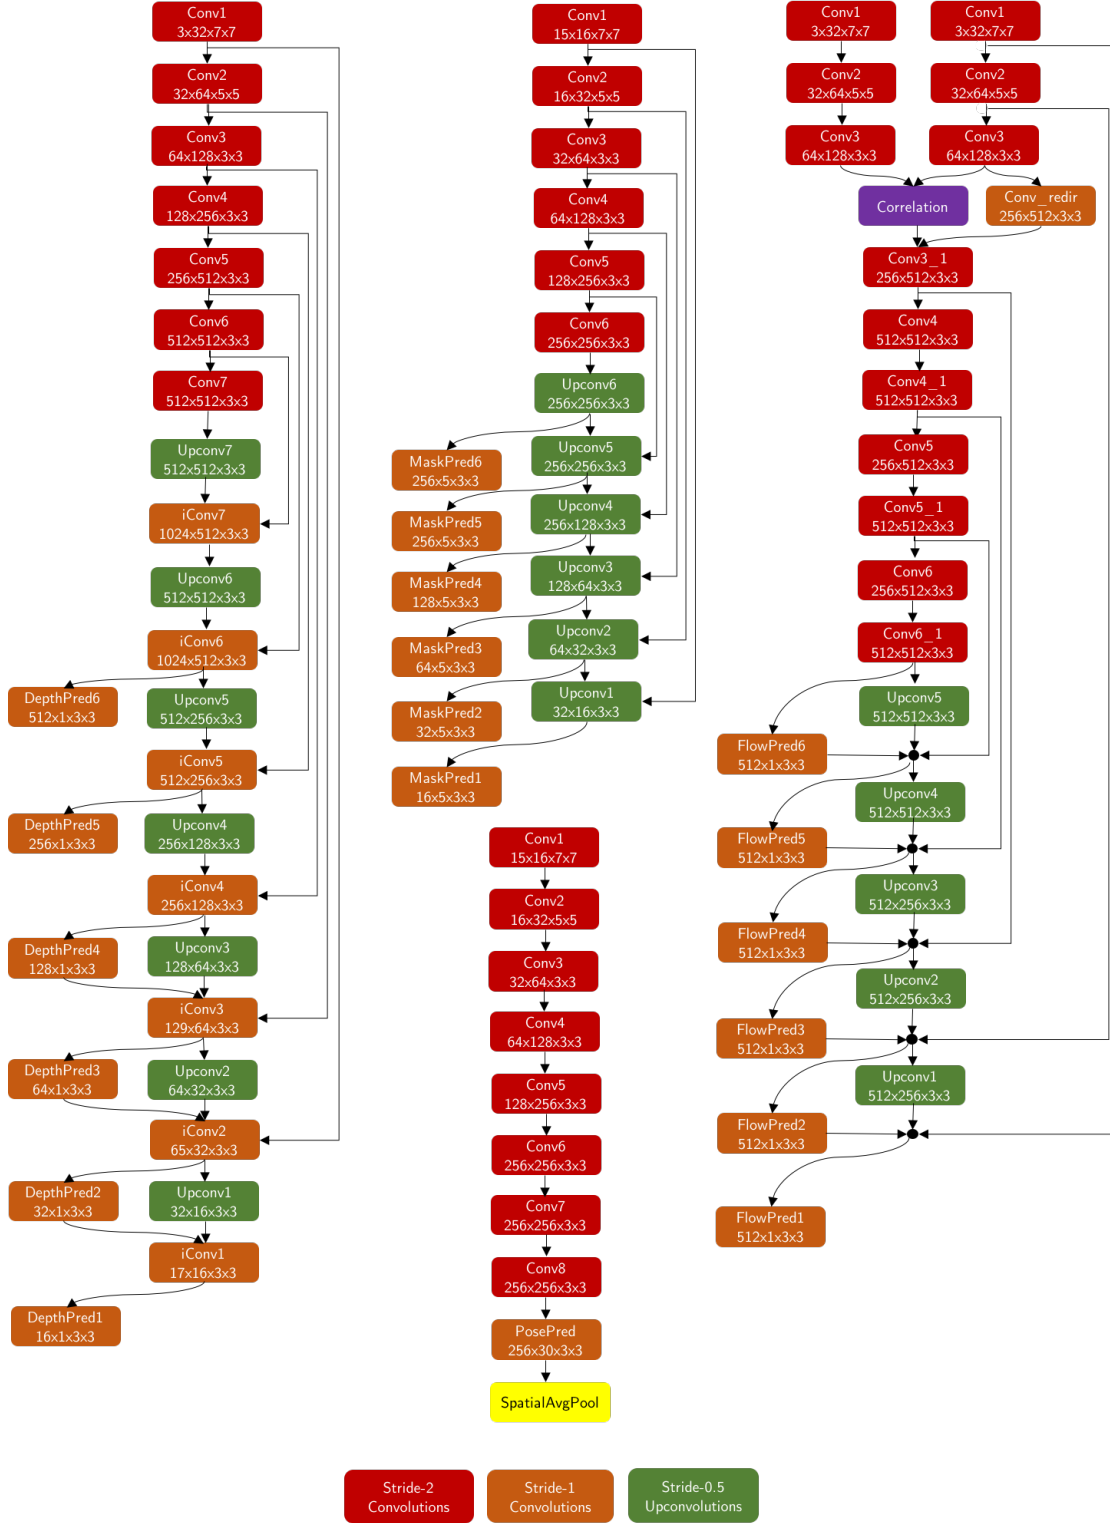 Conv1
3x32x7x7
Conv2
32x64x5x5
Conv3
64x128x3x3
Conv4
128x256x3x3
Conv5
256x512x3x3
Conv6
512x512x3x3
Conv7
512x512x3x3
Upconv7
512x512x3x3
iConv7
1024x512x3x3
Upconv6
512x512x3x3
iConv6
1024x512x3x3
DepthPred6
512x1x3x3
Upconv5
512x256x3x3
iConv5
512x256x3x3
DepthPred5
256x1x3x3
Upconv4
256x128x3x3
iConv4
256x128x3x3
DepthPred4
128x1x3x3
Upconv3
128x64x3x3
iConv3
129x64x3x3
DepthPred3
64x1x3x3
Upconv2
64x32x3x3
iConv2
65x32x3x3
DepthPred2
32x1x3x3
Upconv1
32x16x3x3
iConv1
17x16x3x3
DepthPred1
16x1x3x3
Conv1
15x16x7x7
Conv2
16x32x5x5
Conv3
32x64x3x3
Conv4
64x128x3x3
Conv5
128x256x3x3
Conv6
256x256x3x3
Upconv6
256x256x3x3
MaskPred6
256x5x3x3
Upconv5
256x256x3x3
MaskPred5
256x5x3x3
Upconv4
256x128x3x3
MaskPred4
128x5x3x3
Upconv3
128x64x3x3
MaskPred3
64x5x3x3
Upconv2
64x32x3x3
MaskPred2
32x5x3x3
Upconv1
32x16x3x3
MaskPred1
16x5x3x3
Conv1
15x16x7x7
Conv2
16x32x5x5
Conv3
32x64x3x3
Conv4
64x128x3x3
Conv5
128x256x3x3
Conv6
256x256x3x3
Conv7
256x256x3x3
Conv8
256x256x3x3
PosePred
256x30x3x3
SpatialAvgPool
Conv1
3x32x7x7
Conv2
32x64x5x5
Conv3
64x128x3x3
Conv1
3x32x7x7
Conv2
32x64x5x5
Conv3
64x128x3x3
Correlation
Conv_redir
256x512x3x3
Conv3_1
256x512x3x3
Conv4
512x512x3x3
Conv4_1
512x512x3x3
Conv5
256x512x3x3
Conv5_1
512x512x3x3
Conv6
256x512x3x3
Conv6_1
512x512x3x3
Upconv5
512x512x3x3
FlowPred6
512x1x3x3
Upconv4
512x512x3x3
FlowPred5
512x1x3x3
Upconv3
512x256x3x3
FlowPred4
512x1x3x3
Upconv2
512x256x3x3
FlowPred3
512x1x3x3
Upconv1
512x256x3x3
FlowPred2
512x1x3x3
FlowPred1
512x1x3x3
Stride-2
Convolutions
Stride-1
Convolutions
Stride-0.5
Upconvolutions